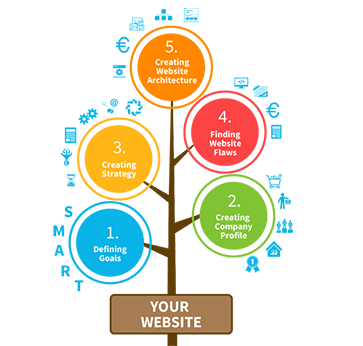 5.
Creating
Website
Architecture
4.
Finding
Website
Flaws
3.
Creating
Strategy
2.
Creating
Company
Profile
1.
Defining
Goals
S
M
A
R
T
YOUR
WEBSITE